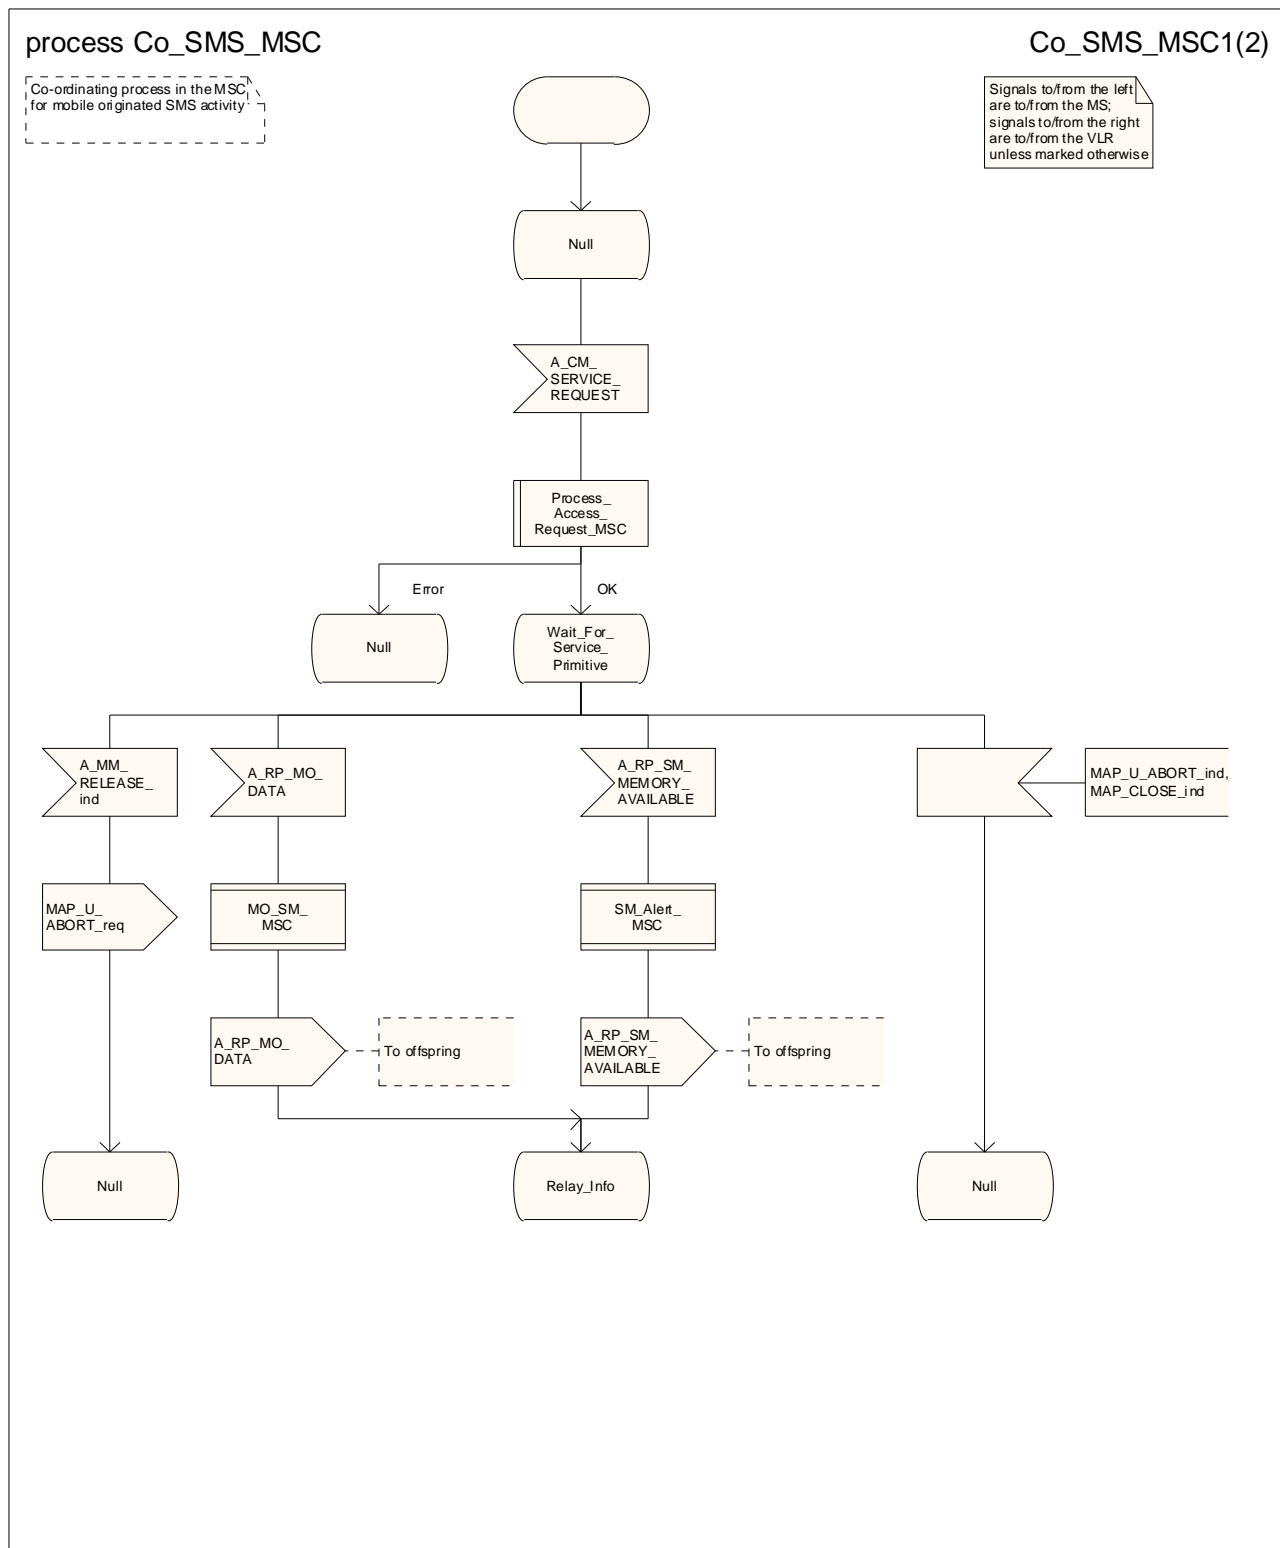 process Co_SMS_MSC
Co_SMS_MSC1(2)
Co-ordinating process in the MSC
for mobile originated SMS activity
Signals to/from the left
are to/from the MS;
signals to/from the right
are to/from the VLR
unless marked otherwise
Null
A_CM_
SERVICE_
REQUEST
Process_
Access_
Request_MSC
Error
OK
Null
Wait_For_
Service_
Primitive
A_MM_
RELEASE_
ind
A_RP_MO_
DATA
A_RP_SM_
MEMORY_
AVAILABLE
MAP_U_ABORT_ind,
MAP_CLOSE_ind
MAP_U_
ABORT_req
MO_SM_
MSC
SM_Alert_
MSC
A_RP_MO_
DATA
To offspring
A_RP_SM_
MEMORY_
AVAILABLE
To offspring
Null
Relay_Info
Null